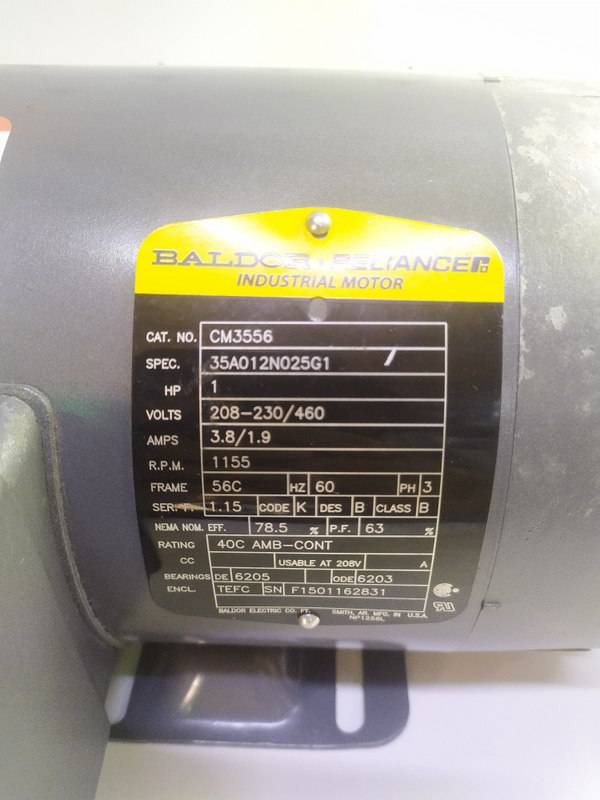 BALDOR • RELIANCER
INDUSTRIAL MOTOR
CAT. NO. CM3556
SPEC. 35A012N025G1
HP 1
VOLTS 208-230/460
AMPS 3.8/1.9
R.P.M. 1155
FRAME 56C HZ 60 PH 3
SER. F. 1.15 CODE K DES B CLASS B
NEMA NOM. EFF. 78.5 % P.F. 63 %
RATING 40C AMB-CONT
CC USABLE AT 208V A
BEARINGS DE 6205 ODE 6203
ENCL. TEFC SN F1501162831
BALDOR ELECTRIC CO. FT. SMITH, AR. MFG. IN U.S.A.
NP1256L